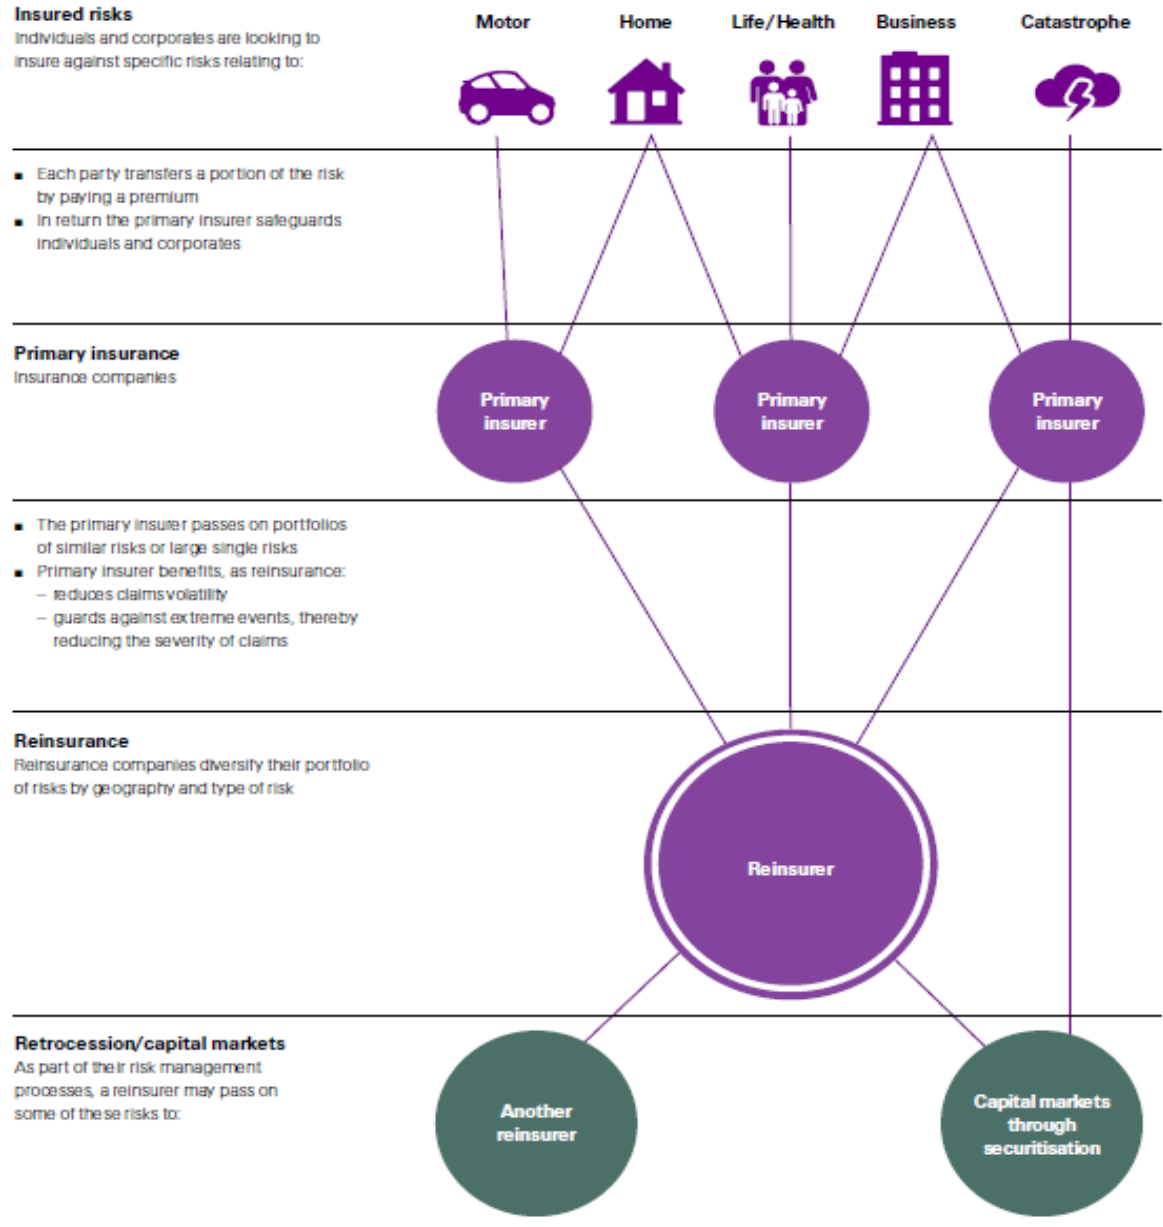 Insured risks
Individuals and corporates are looking to
insure against specific risks relating to:
Motor
Home
Life/Health
Business
Catastrophe
■ Each party transfers a portion of the risk
by paying a premium
■ In return the primary insurer safeguards
individuals and corporates
Primary insurance
Insurance companies
Primary
insurer
Primary
insurer
Primary
insurer
■ The primary insurer passes on portfolios
of similar risks or large single risks
■ Primary insurer benefits, as reinsurance:
– reduces claims volatility
– guards against extreme events, thereby
reducing the severity of claims
Reinsurance
Reinsurance companies diversify their portfolio
of risks by geography and type of risk
Reinsurer
Retrocession/capital markets
As part of their risk management
processes, a reinsurer may pass on
some of these risks to:
Another
reinsurer
Capital markets
through
securitisation